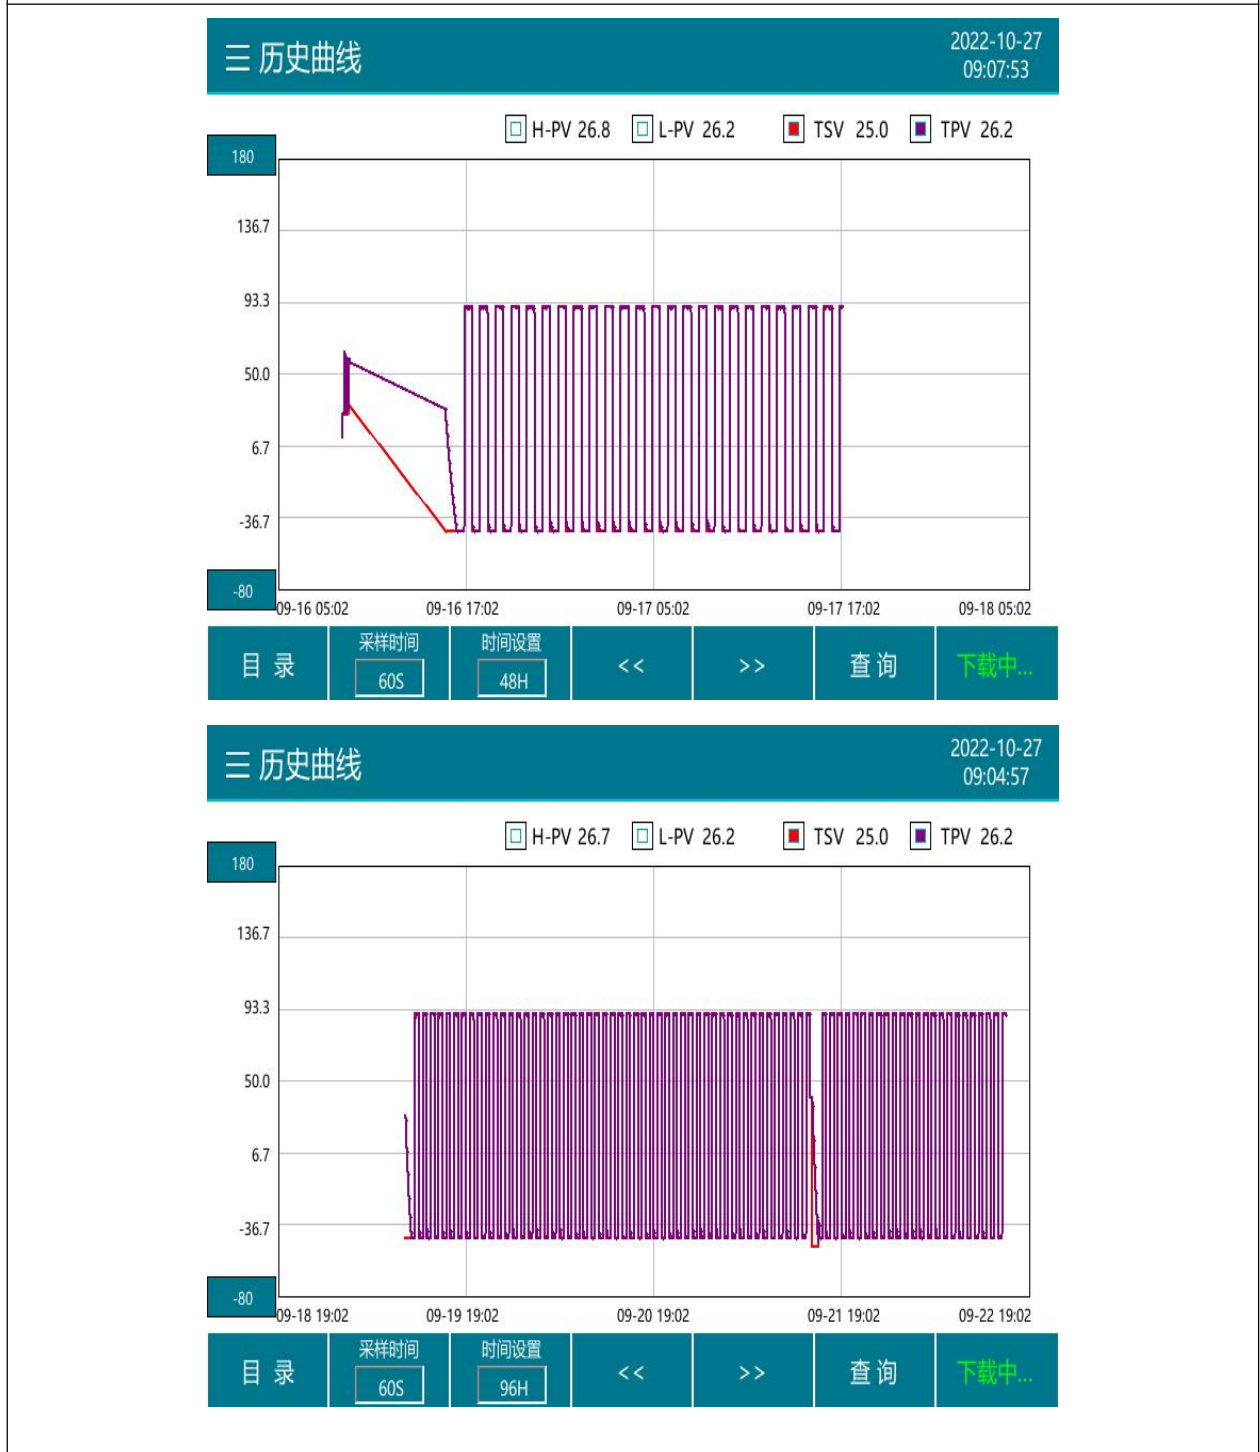 三 历史曲线
2022-10-27
09:07:53
H-PV 26.8 L-PV 26.2 TSV 25.0 TPV 26.2
180
136.7
93.3
50.0
6.7
-36.7
-80
09-16 05:02 09-16 17:02 09-17 05:02 09-17 17:02 09-18 05:02
目 录 采样时间 60S 时间设置 48H << >> 查询 下载中...
三 历史曲线
2022-10-27
09:04:57
H-PV 26.7 L-PV 26.2 TSV 25.0 TPV 26.2
180
136.7
93.3
50.0
6.7
-36.7
-80
09-18 19:02 09-19 19:02 09-20 19:02 09-21 19:02 09-22 19:02
目 录 采样时间 60S 时间设置 96H << >> 查询 下载中...